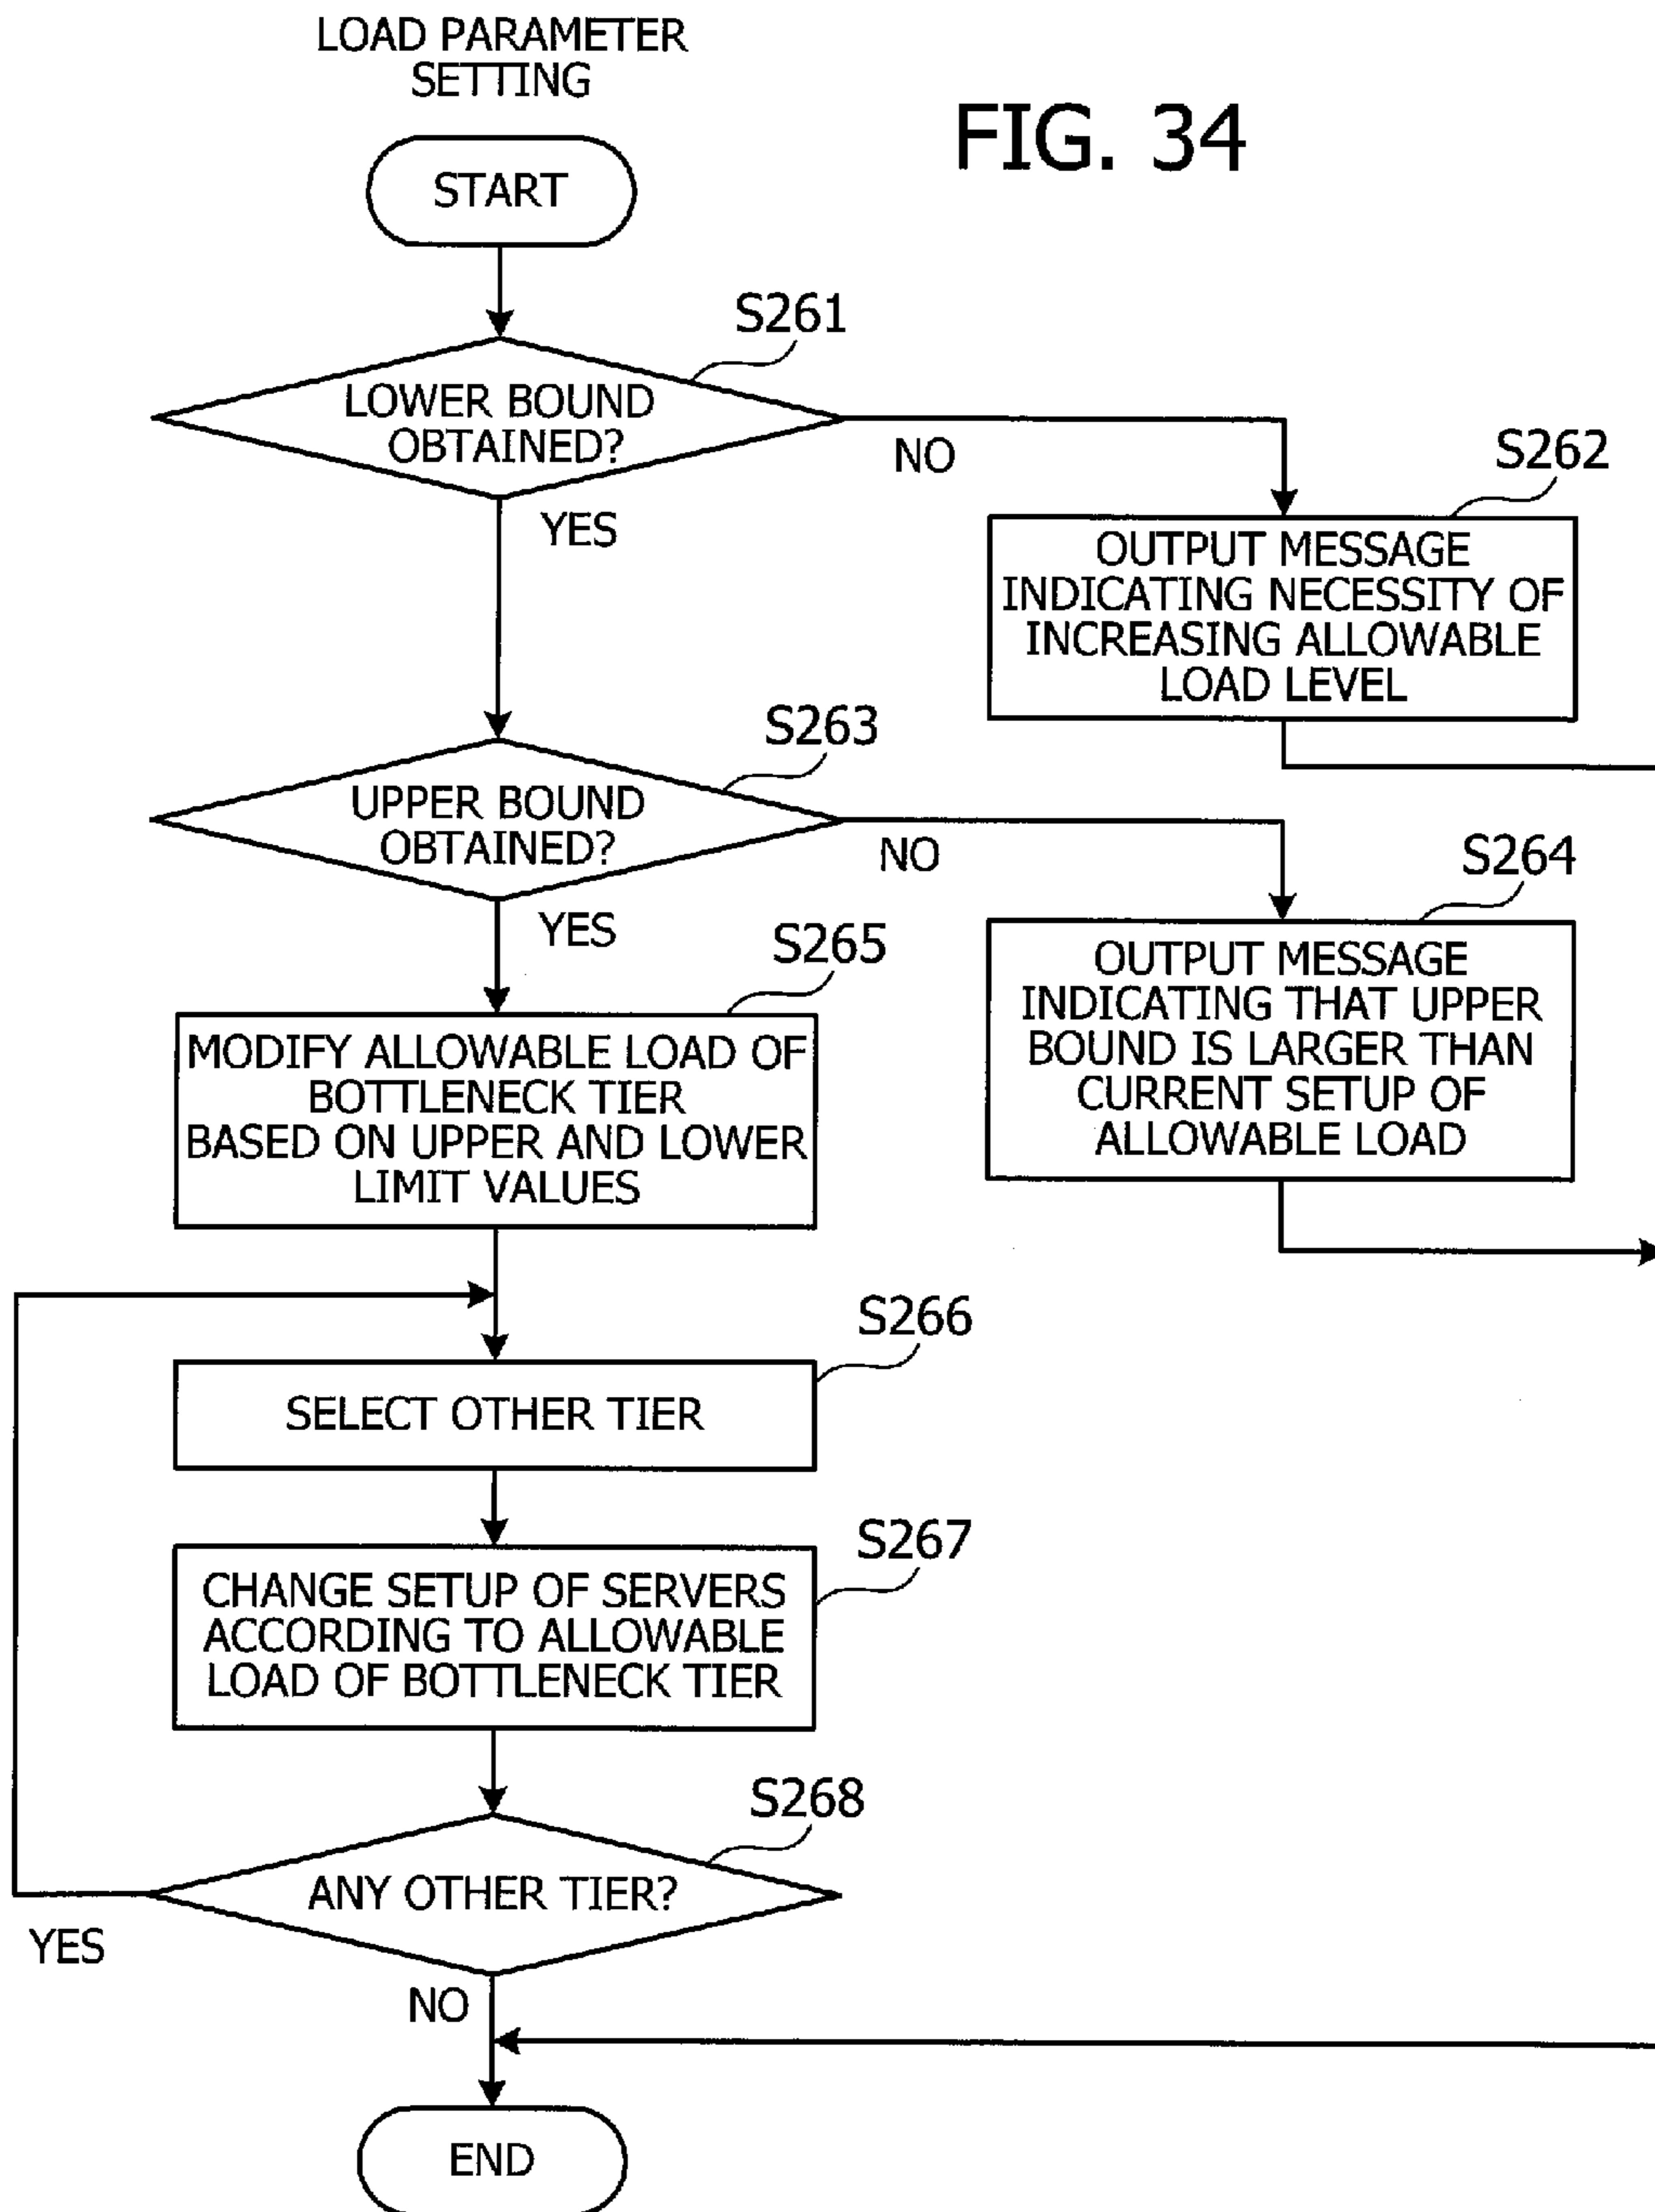 LOAD PARAMETER
SETTING
FIG. 34
START
S261
LOWER BOUND
OBTAINED?
NO
YES
S262
OUTPUT MESSAGE
INDICATING NECESSITY OF
INCREASING ALLOWABLE
LOAD LEVEL
S263
UPPER BOUND
OBTAINED?
NO
YES
S264
OUTPUT MESSAGE
INDICATING THAT UPPER
BOUND IS LARGER THAN
CURRENT SETUP OF
ALLOWABLE LOAD
S265
MODIFY ALLOWABLE LOAD OF
BOTTLENECK TIER
BASED ON UPPER AND LOWER
LIMIT VALUES
S266
SELECT OTHER TIER
S267
CHANGE SETUP OF SERVERS
ACCORDING TO ALLOWABLE
LOAD OF BOTTLENECK TIER
S268
ANY OTHER TIER?
YES
NO
END